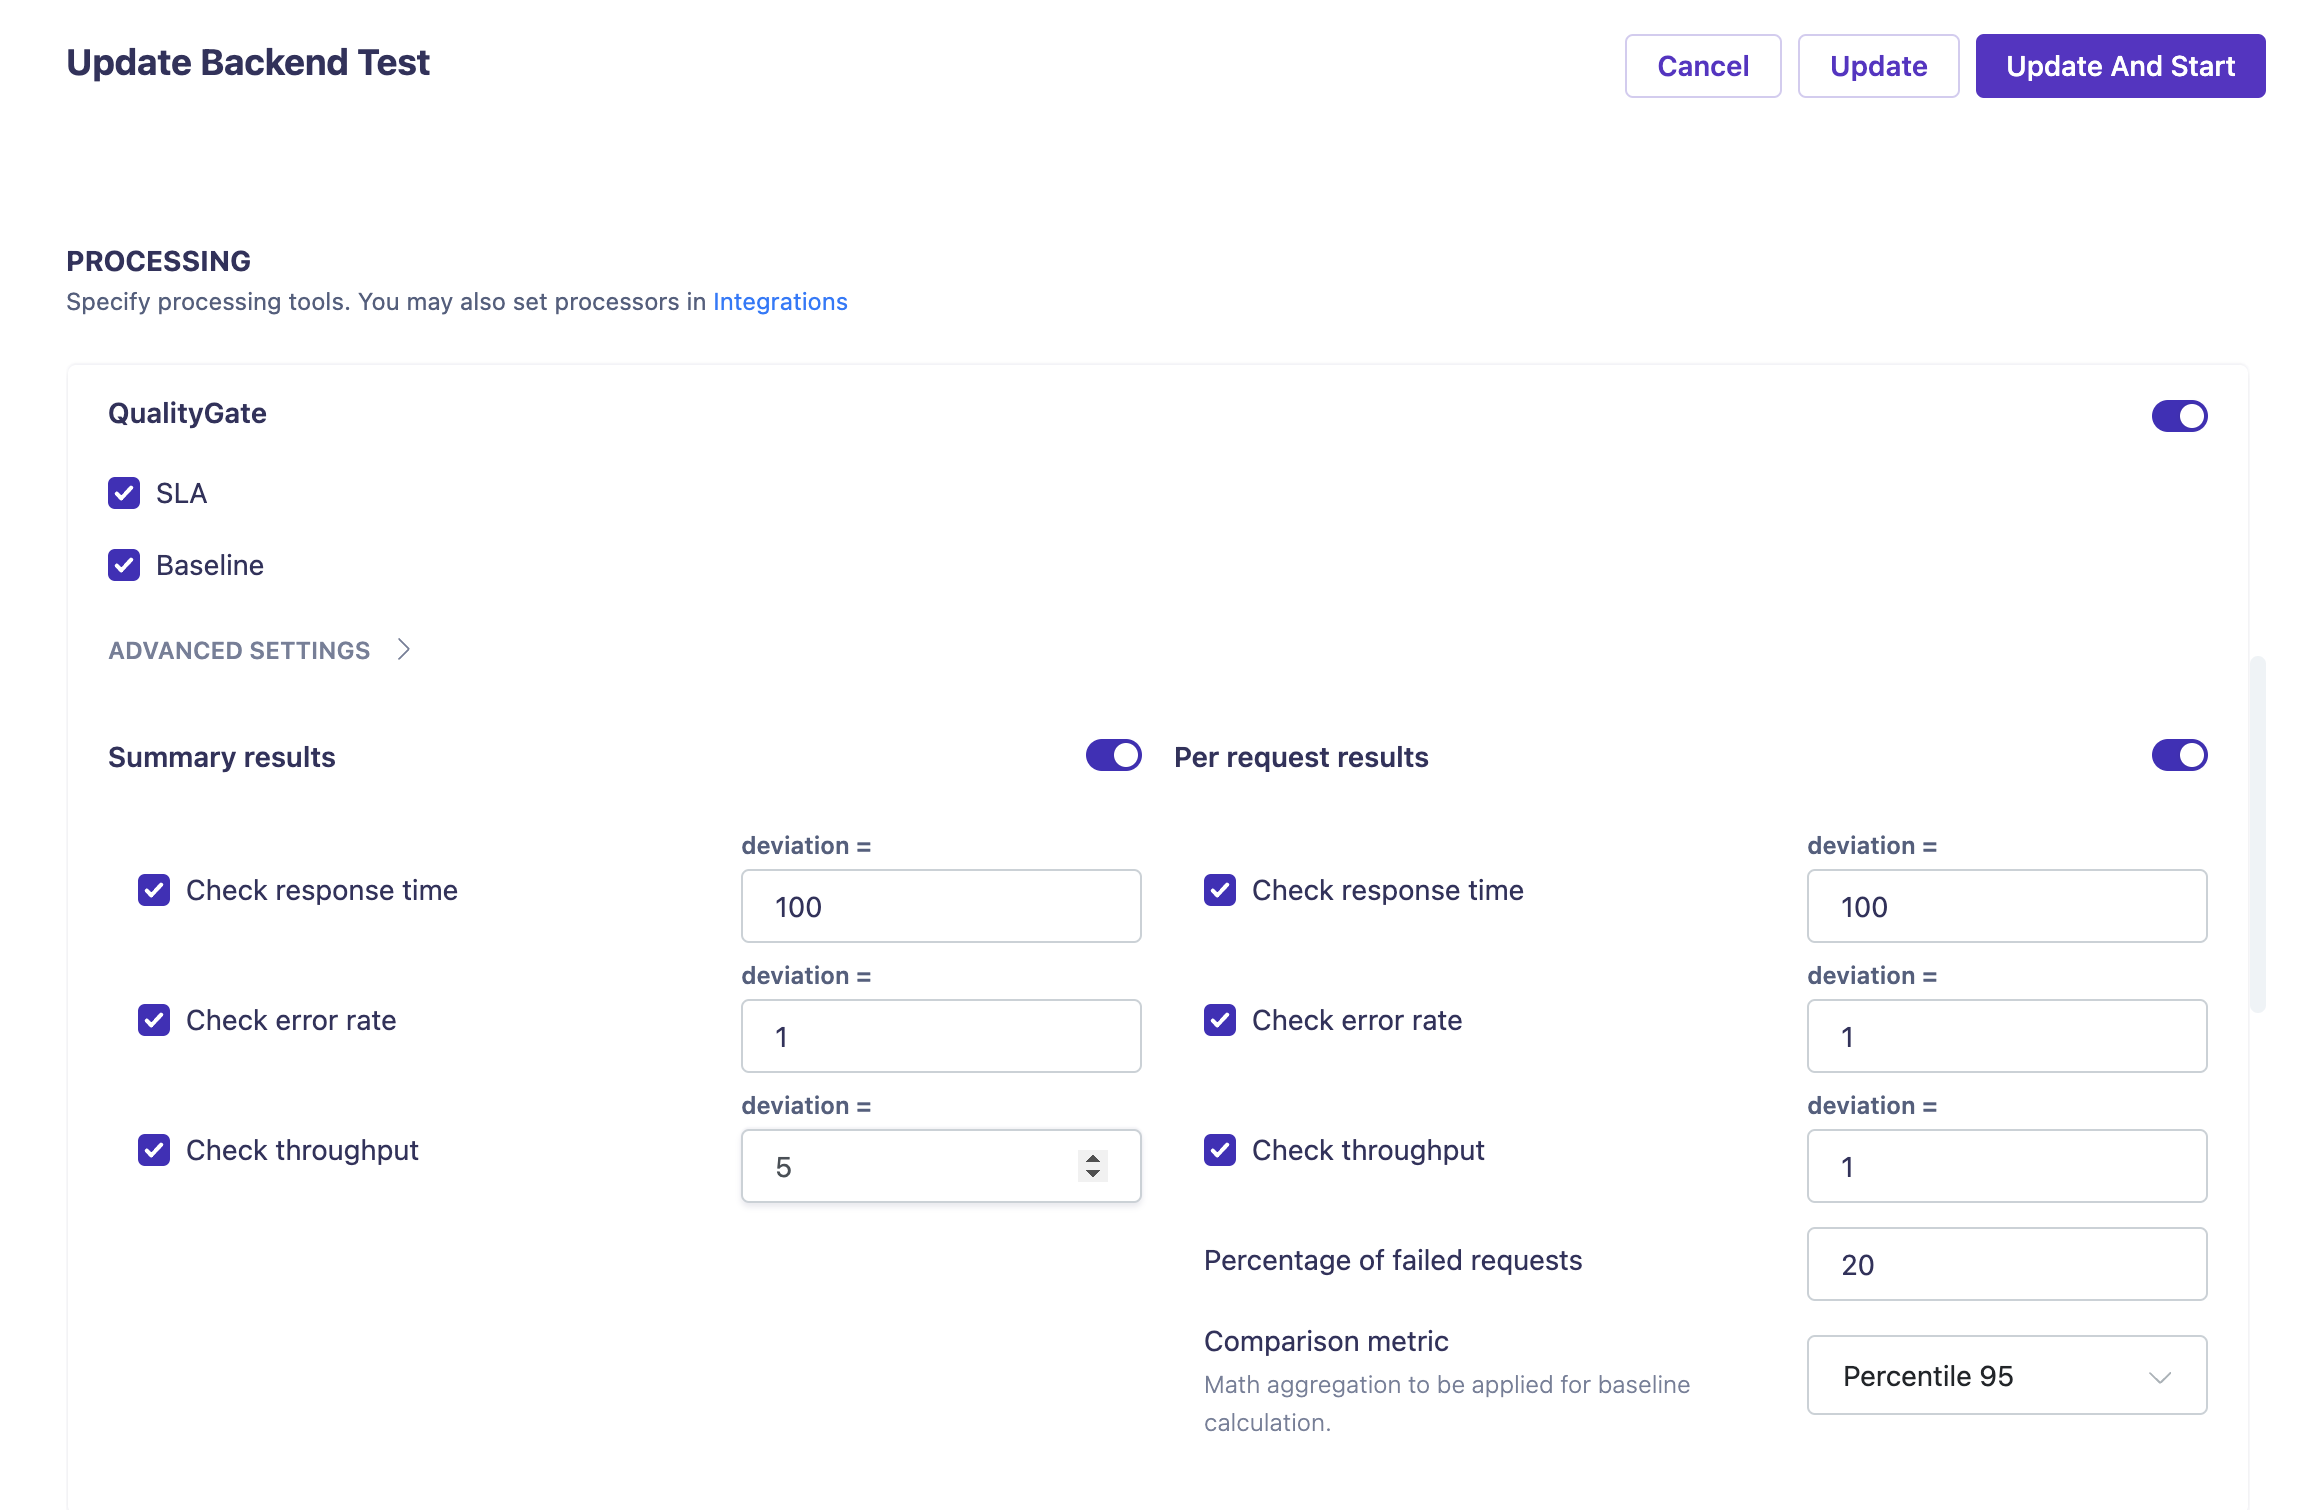 Update Backend Test
Cancel
Update
Update And Start
PROCESSING
Specify processing tools. You may also set processors in Integrations
QualityGate
SLA
Baseline
ADVANCED SETTINGS
Summary results
deviation =
Check response time
100
deviation =
Check error rate
1
deviation =
Check throughput
5
Per request results
deviation =
Check response time
100
deviation =
Check error rate
1
deviation =
Check throughput
1
Percentage of failed requests
20
Comparison metric
Math aggregation to be applied for baseline
calculation.
Percentile 95